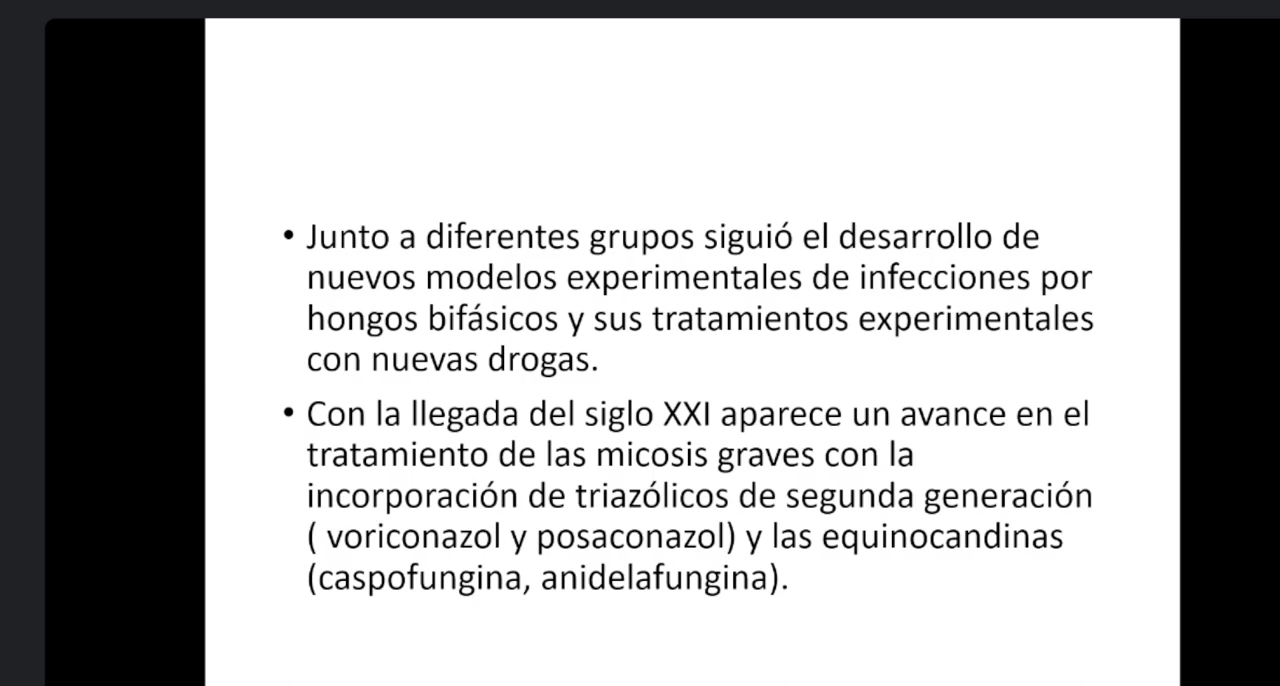 • Junto a diferentes grupos siguió el desarrollo de
nuevos modelos experimentales de infecciones por
hongos bifásicos y sus tratamientos experimentales
con nuevas drogas.
• Con la llegada del siglo XXI aparece un avance en el
tratamiento de las micosis graves con la
incorporación de triazólicos de segunda generación
( voriconazol y posaconazol) y las equinocandinas
(caspofungina, anidelafungina).